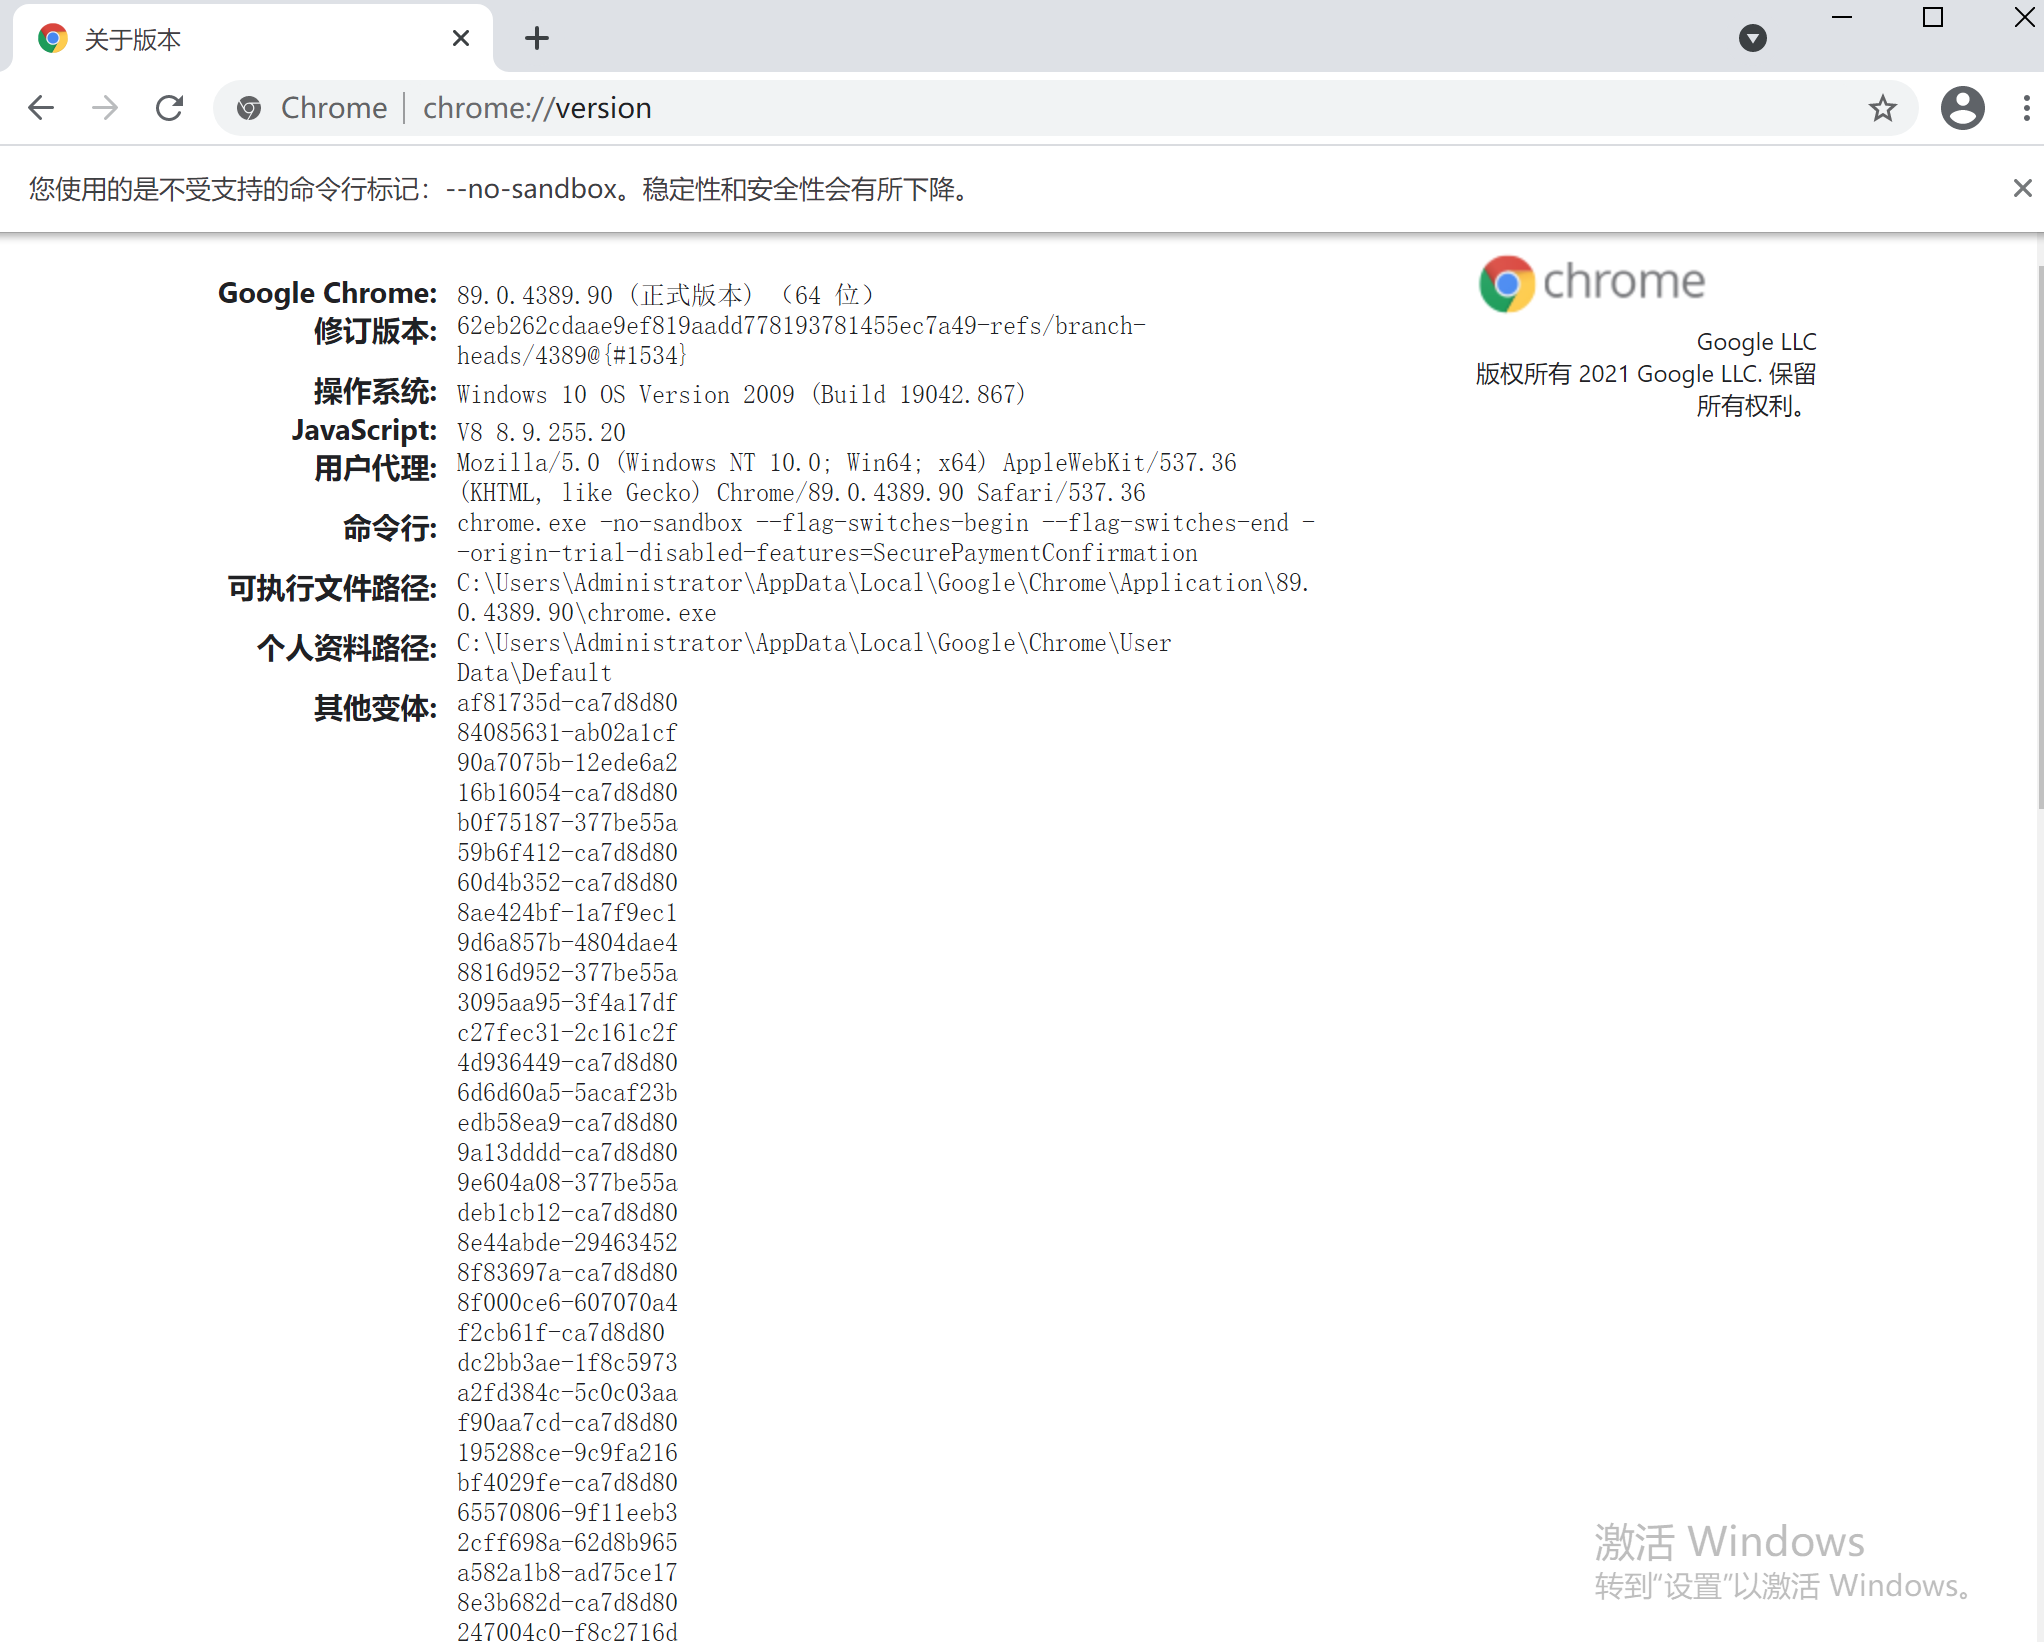 关于版本
Chrome | chrome://version
您使用的是不受支持的命令行标记：--no-sandbox。稳定性和安全性会有所下降。
chrome
Google LLC
版权所有 2021 Google LLC. 保留
所有权利。
Google Chrome: 89.0.4389.90 (正式版本) （64 位）
修订版本: 62eb262cdaae9ef819aadd778193781455ec7a49-refs/branch-
heads/4389@{#1534}
操作系统: Windows 10 OS Version 2009 (Build 19042.867)
JavaScript: V8 8.9.255.20
用户代理: Mozilla/5.0 (Windows NT 10.0; Win64; x64) AppleWebKit/537.36
(KHTML, like Gecko) Chrome/89.0.4389.90 Safari/537.36
命令行: chrome.exe -no-sandbox --flag-switches-begin --flag-switches-end -
-origin-trial-disabled-features=SecurePaymentConfirmation
可执行文件路径: C:\Users\Administrator\AppData\Local\Google\Chrome\Application\89.
0.4389.90\chrome.exe
个人资料路径: C:\Users\Administrator\AppData\Local\Google\Chrome\User
Data\Default
其他变体: af81735d-ca7d8d80
84085631-ab02a1cf
90a7075b-12ede6a2
16b16054-ca7d8d80
b0f75187-377be55a
59b6f412-ca7d8d80
60d4b352-ca7d8d80
8ae424bf-1a7f9ec1
9d6a857b-4804dae4
8816d952-377be55a
3095aa95-3f4a17df
c27fec31-2c161c2f
4d936449-ca7d8d80
6d6d60a5-5acaf23b
edb58ea9-ca7d8d80
9a13dddd-ca7d8d80
9e604a08-377be55a
deb1cb12-ca7d8d80
8e44abde-29463452
8f83697a-ca7d8d80
8f000ce6-607070a4
f2cb61f-ca7d8d80
dc2bb3ae-1f8c5973
a2fd384c-5c0c03aa
f90aa7cd-ca7d8d80
195288ce-9c9fa216
bf4029fe-ca7d8d80
65570806-9f11eeb3
2cff698a-62d8b965
a582a1b8-ad75ce17
8e3b682d-ca7d8d80
247004c0-f8c2716d
激活 Windows
转到“设置”以激活 Windows。